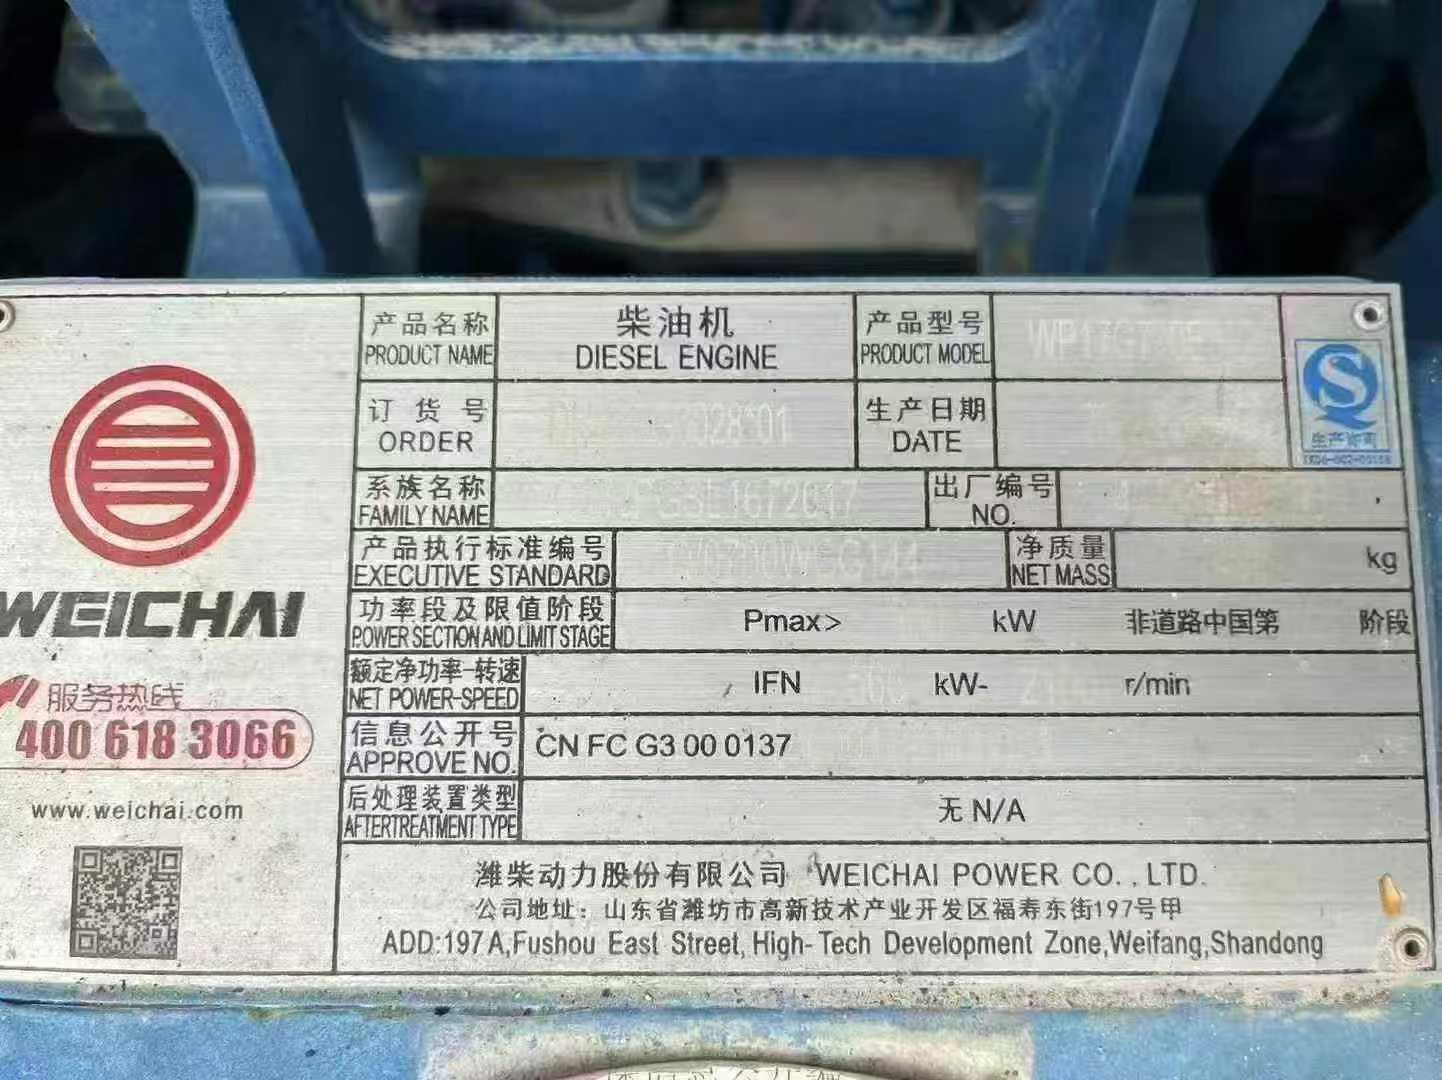 产品名称
PRODUCT NAME
柴油机
DIESEL ENGINE
产品型号
PRODUCT MODEL
订货号
ORDER
生产日期
DATE
生产许可
系族名称
FAMILY NAME
G3L1672017
出厂编号
NO.
产品执行标准编号
EXECUTIVE STANDARD
净质量
NET MASS
kg
WEICHAI
功率段及限值阶段
POWER SECTION AND LIMIT STAGE
Pmax>
kW
非道路中国第
阶段
额定净功率-转速
NET POWER-SPEED
IFN
kW-
r/min
服务热线
400 618 3066
信息公开号
APPROVE NO.
CN FC G3 00 0137
www.weichai.com
后处理装置类型
AFTERTREATMENT TYPE
无 N/A
潍柴动力股份有限公司 WEICHAI POWER CO.,LTD.
公司地址：山东省潍坊市高新技术产业开发区福寿东街197号甲
ADD:197 A,Fushou East Street, High-Tech Development Zone,Weifang,Shandong